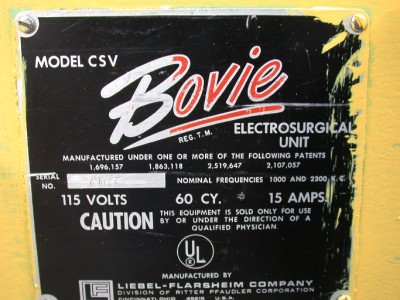 MODEL CSV
Bovie
REG. T.M.
ELECTROSURGICAL
UNIT
MANUFACTURED UNDER ONE OR MORE OF THE FOLLOWING PATENTS
1,696,157 1,863,118 2,519,647 2,107,057
SERIAL
NO. NOMINAL FREQUENCIES 1000 AND 2300 K.C.
115 VOLTS 60 CY. 15 AMPS.
CAUTION THIS EQUIPMENT IS SOLD ONLY FOR USE
BY OR UNDER THE DIRECTION OF A
QUALIFIED PHYSICIAN.
UL
MANUFACTURED BY
LIEBEL-FLARSHEIM COMPANY
DIVISION OF RITTER PFAUDLER CORPORATION
CINCINNATI, OHIO 45215 U.S.A.